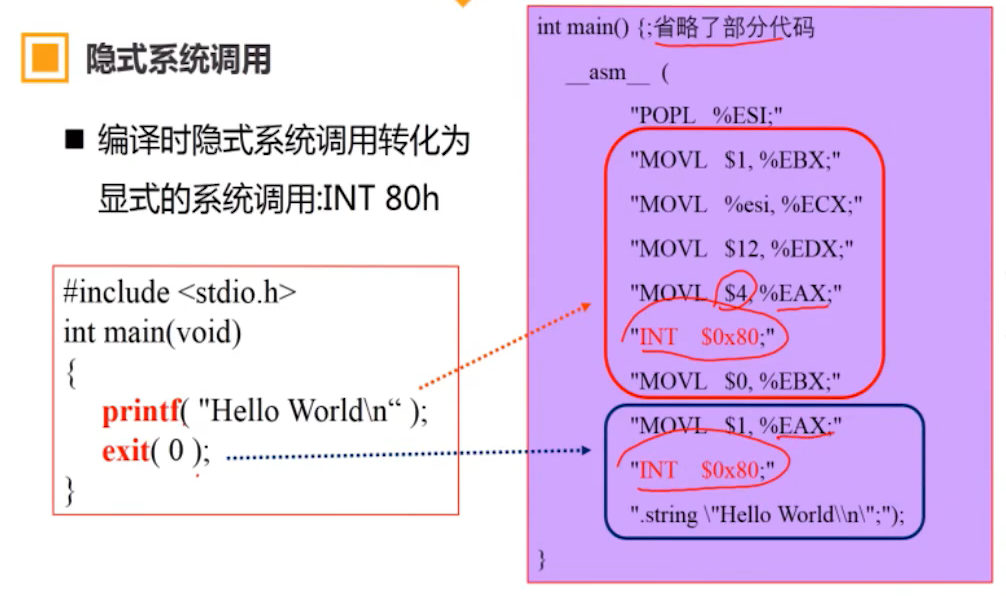 隐式系统调用
■ 编译时隐式系统调用转化为
显式的系统调用:INT 80h
#include <stdio.h>
int main(void)
{
printf( "Hello World\n“ );
exit( 0 );
}
int main() {;省略了部分代码
__asm__ (
"POPL %ESI;"
"MOVL $1, %EBX;"
"MOVL %esi, %ECX;"
"MOVL $12, %EDX;"
"MOVL $4, %EAX;"
"INT $0x80;"
"MOVL $0, %EBX;"
"MOVL $1, %EAX;"
"INT $0x80;"
".string \"Hello World\\n\";");
}